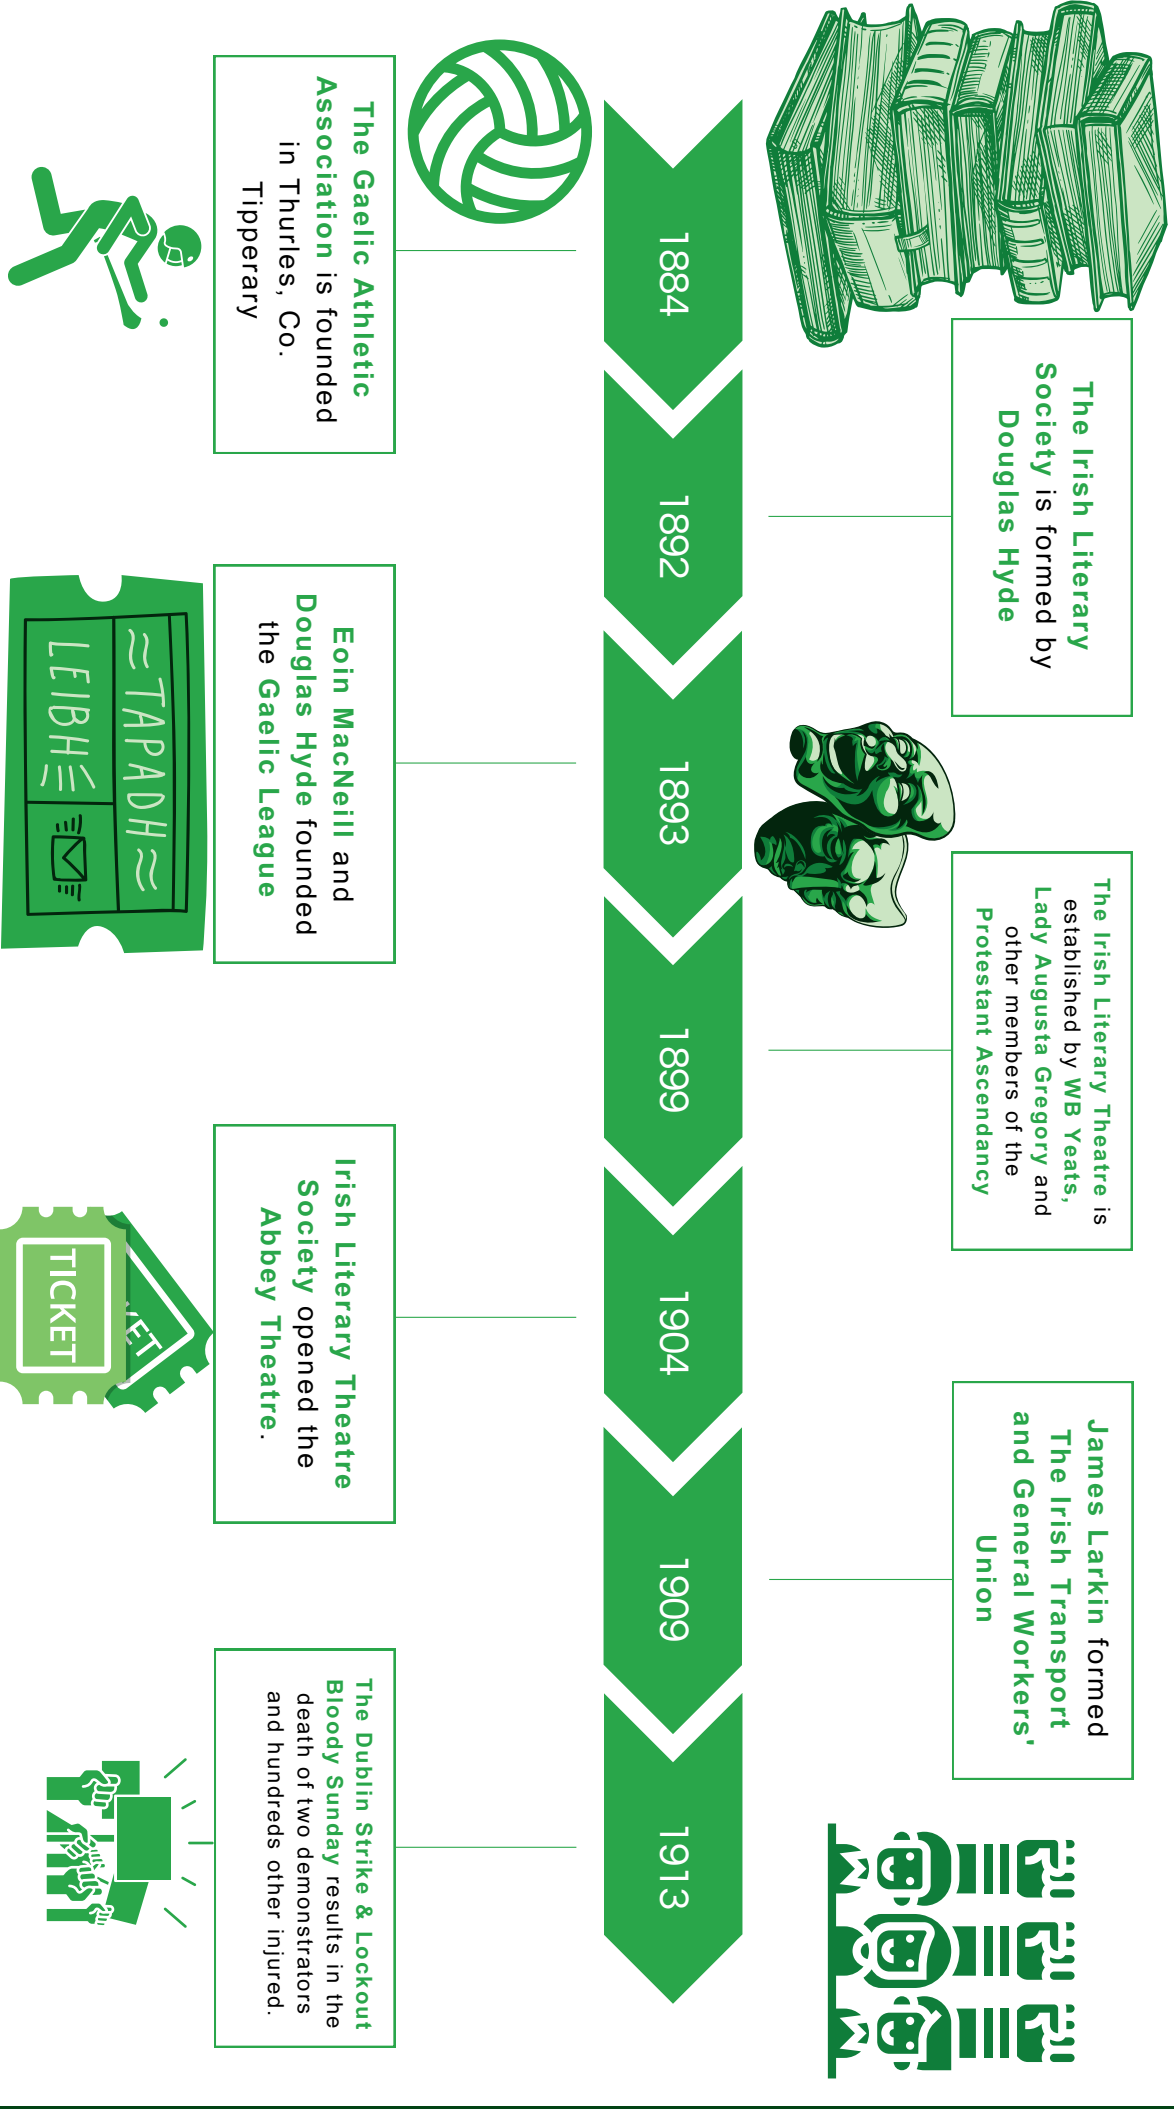 1884
The Gaelic Athletic
Association is founded
in Thurles, Co.
Tipperary
1892
The Irish Literary
Society is formed by
Douglas Hyde
1893
Eoin MacNeill and
Douglas Hyde founded
the Gaelic League
TAPADH
LEIBH
1899
The Irish Literary Theatre is
established by WB Yeats,
Lady Augusta Gregory and
other members of the
Protestant Ascendancy
1904
Irish Literary Theatre
Society opened the
Abbey Theatre.
TICKET
KET
1909
James Larkin formed
The Irish Transport
and General Workers'
Union
1913
The Dublin Strike & Lockout
Bloody Sunday results in the
death of two demonstrators
and hundreds other injured.